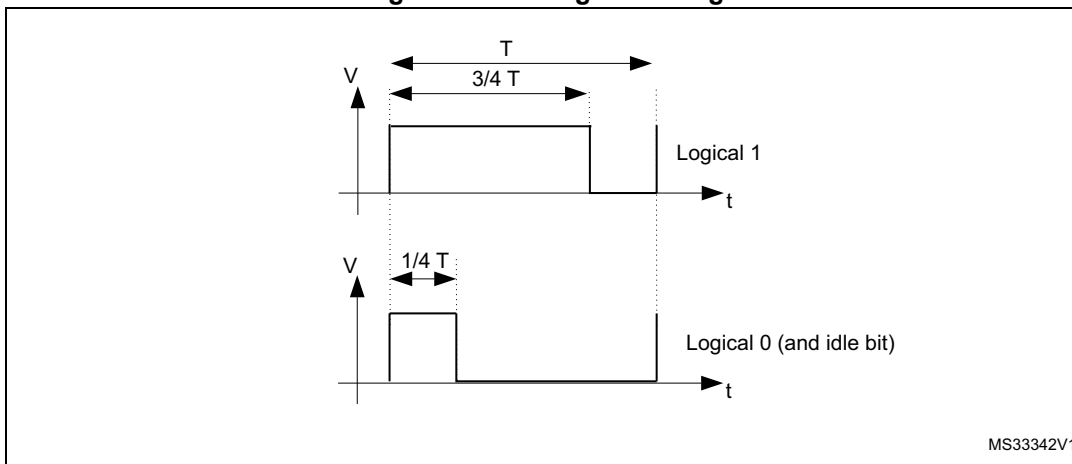 T
V
3/4 T
Logical 1
t
V
1/4 T
Logical 0 (and idle bit)
t
MS33342V1